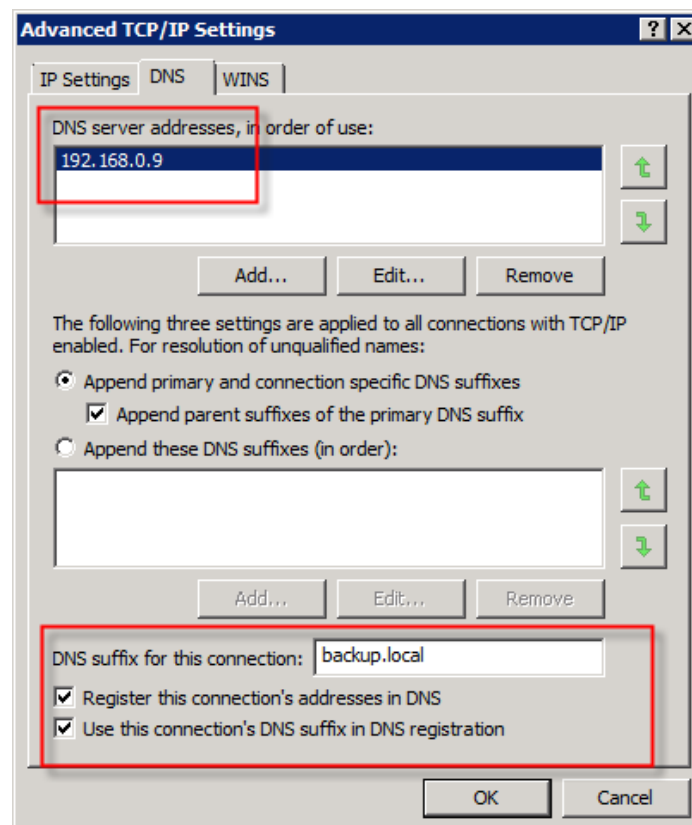 Advanced TCP/IP Settings
? X
IP Settings DNS WINS
DNS server addresses, in order of use:
192.168.0.9
Add... Edit... Remove
The following three settings are applied to all connections with TCP/IP
enabled. For resolution of unqualified names:
Append primary and connection specific DNS suffixes
Append parent suffixes of the primary DNS suffix
Append these DNS suffixes (in order):
Add... Edit... Remove
DNS suffix for this connection: backup.local
Register this connection's addresses in DNS
Use this connection's DNS suffix in DNS registration
OK Cancel